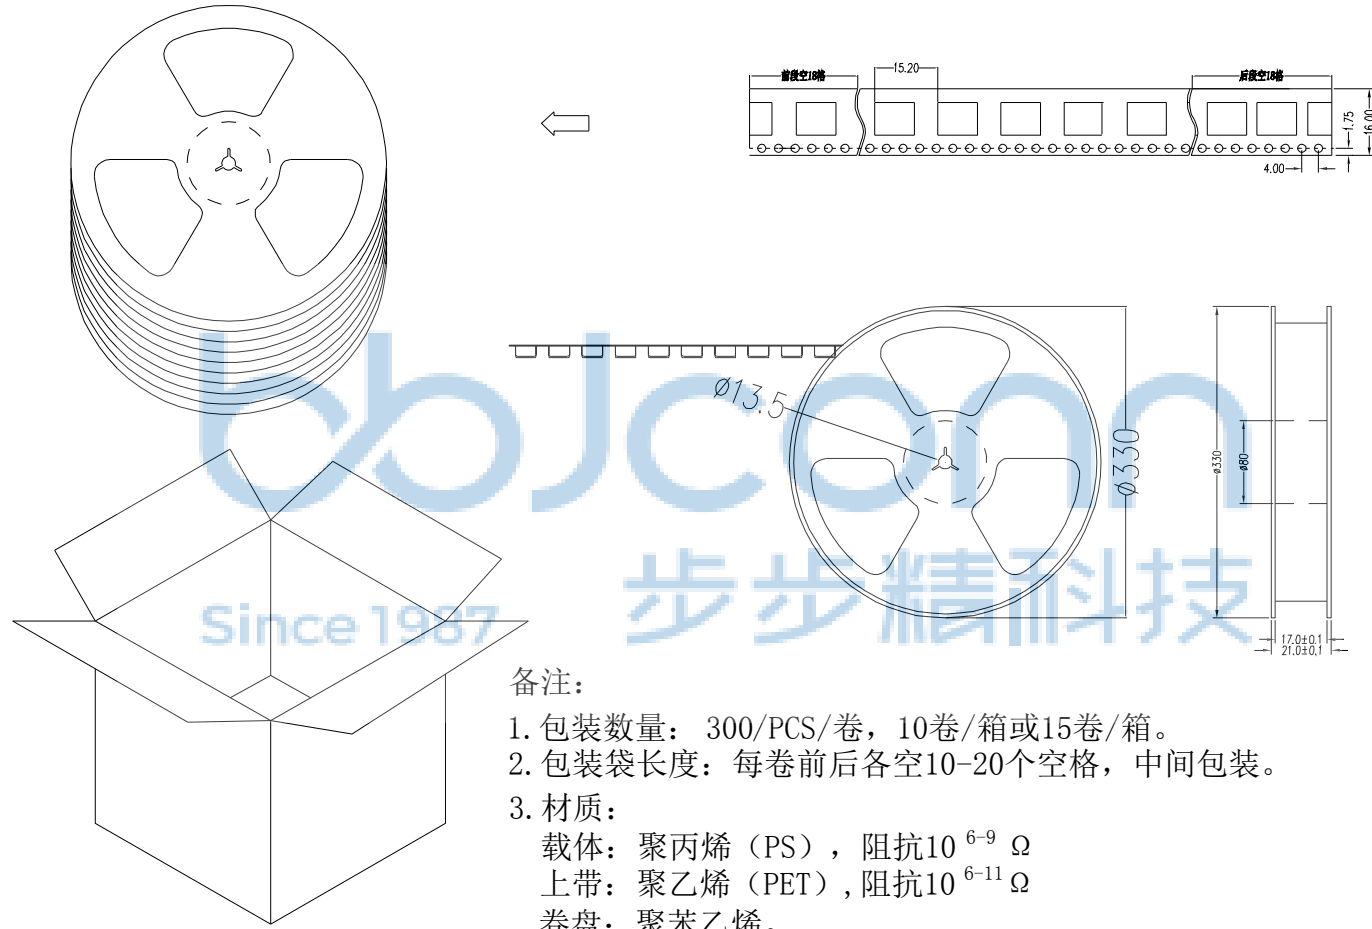 前段空18格
15.20
后段空18格
1.75
16.00
4.00
ø13.5
ø330
ø330
ø80
17.0±0.1
21.0±0.1
bbJconn
Since 1987
步步精科技
备注：
1.包装数量： 300/PCS/卷，10卷/箱或15卷/箱。
2.包装袋长度：每卷前后各空10-20个空格，中间包装。
3.材质：
载体：聚丙烯（PS），阻抗10 6-9 Ω
上带：聚乙烯（PET）,阻抗10 6-11 Ω
卷盘：聚苯乙烯。